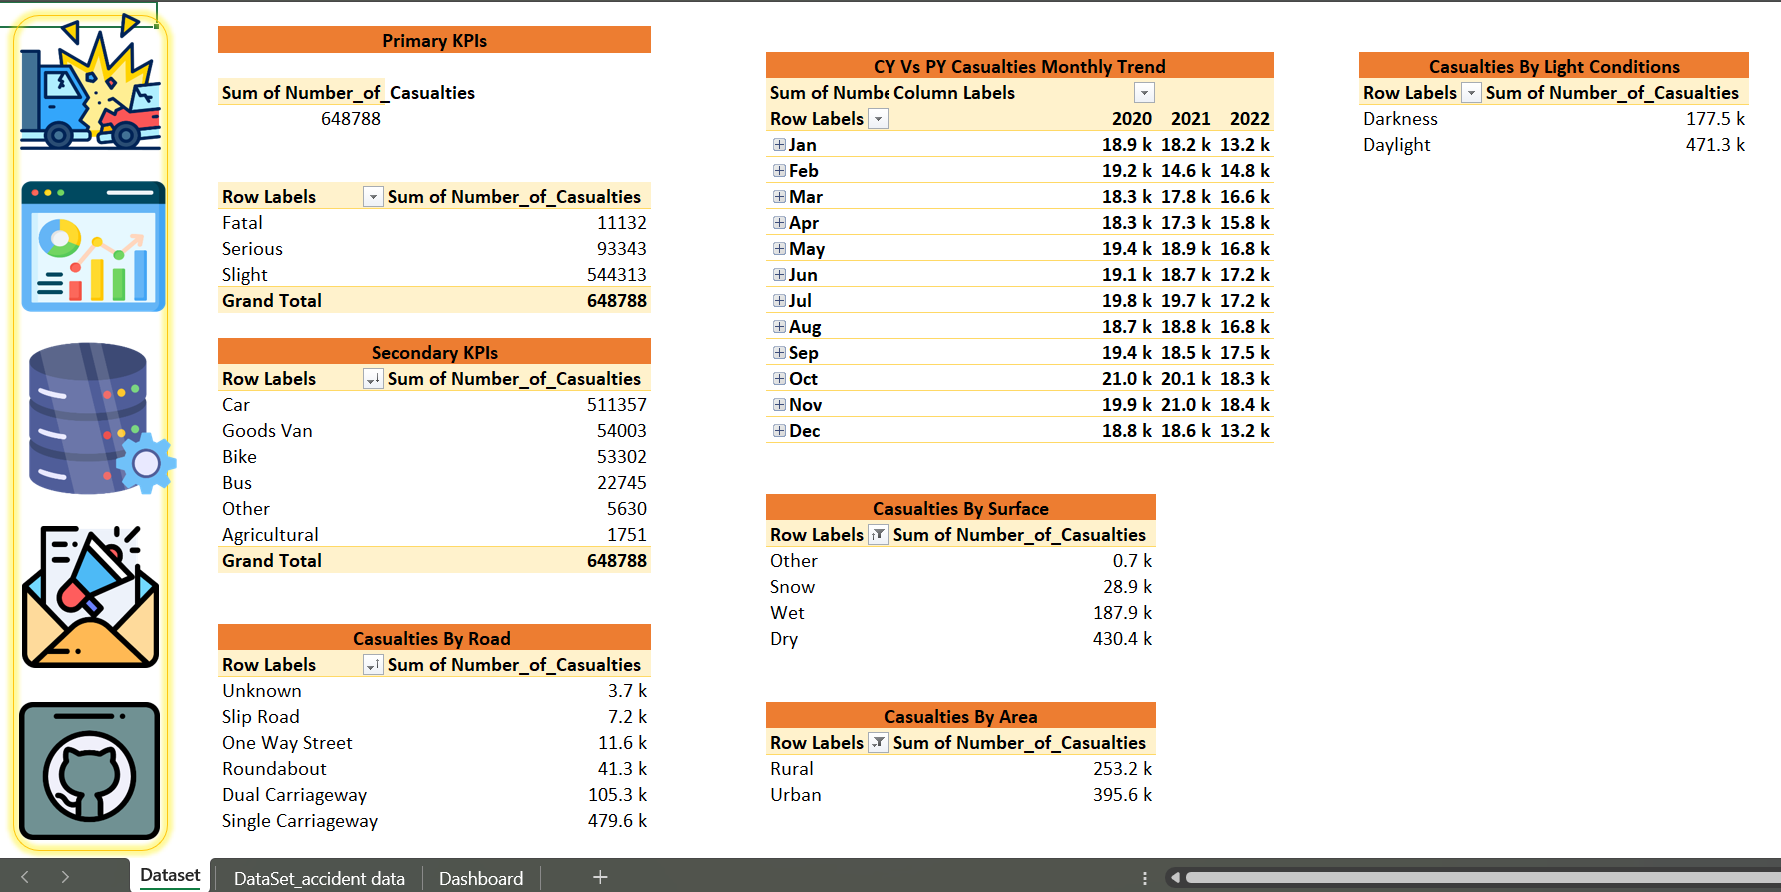 Primary KPIs
Sum of Number_of_Casualties
648788
Row Labels Sum of Number_of_Casualties
Fatal 11132
Serious 93343
Slight 544313
Grand Total 648788
Secondary KPIs
Row Labels Sum of Number_of_Casualties
Car 511357
Goods Van 54003
Bike 53302
Bus 22745
Other 5630
Agricultural 1751
Grand Total 648788
Casualties By Road
Row Labels Sum of Number_of_Casualties
Unknown 3.7 k
Slip Road 7.2 k
One Way Street 11.6 k
Roundabout 41.3 k
Dual Carriageway 105.3 k
Single Carriageway 479.6 k
CY Vs PY Casualties Monthly Trend
Sum of Numbe Column Labels
Row Labels 2020 2021 2022
Jan 18.9 k 18.2 k 13.2 k
Feb 19.2 k 14.6 k 14.8 k
Mar 18.3 k 17.8 k 16.6 k
Apr 18.3 k 17.3 k 15.8 k
May 19.4 k 18.9 k 16.8 k
Jun 19.1 k 18.7 k 17.2 k
Jul 19.8 k 19.7 k 17.2 k
Aug 18.7 k 18.8 k 16.8 k
Sep 19.4 k 18.5 k 17.5 k
Oct 21.0 k 20.1 k 18.3 k
Nov 19.9 k 21.0 k 18.4 k
Dec 18.8 k 18.6 k 13.2 k
Casualties By Surface
Row Labels Sum of Number_of_Casualties
Other 0.7 k
Snow 28.9 k
Wet 187.9 k
Dry 430.4 k
Casualties By Area
Row Labels Sum of Number_of_Casualties
Rural 253.2 k
Urban 395.6 k
Casualties By Light Conditions
Row Labels Sum of Number_of_Casualties
Darkness 177.5 k
Daylight 471.3 k
Dataset DataSet_accident data Dashboard